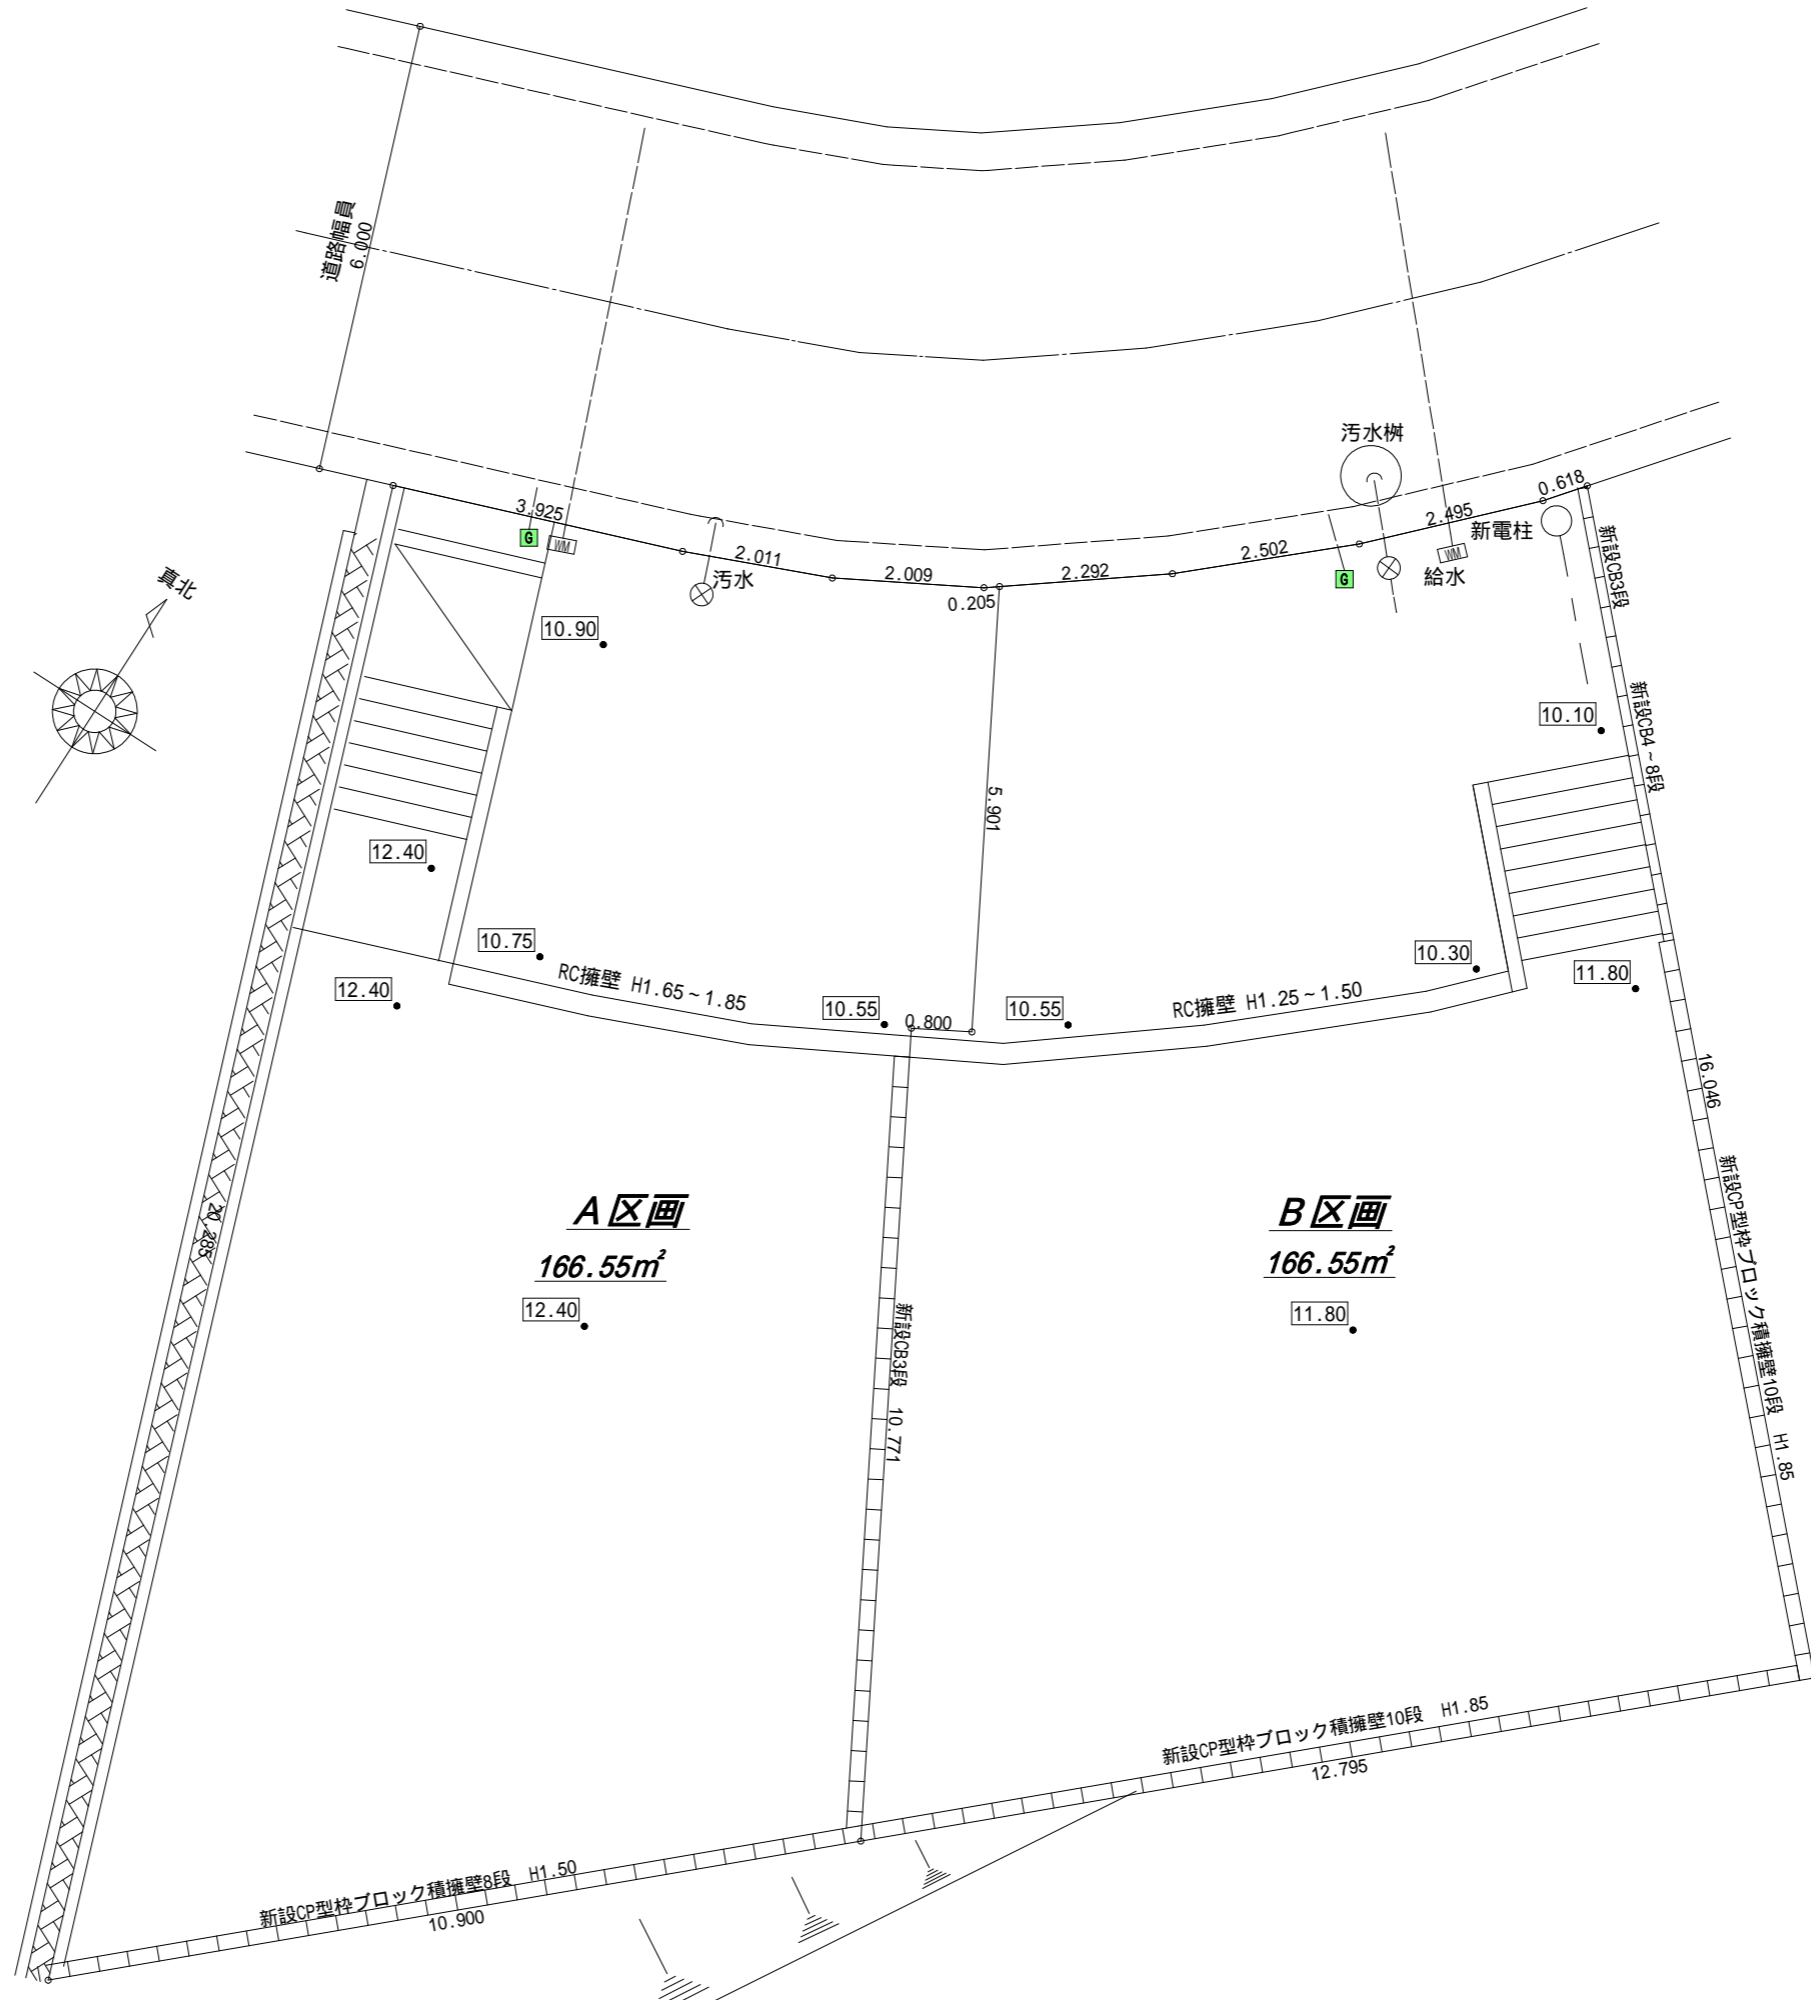 道路幅員
6.000
真北
3.925
G
WM
汚水
2.011
2.009
0.205
2.292
2.502
2.495
0.618
汚水桝
新電柱
G
WM
給水
新設CB3段
新設CB4～8段
10.90
10.10
5.901
12.40
10.75
12.40
RC擁壁 H1.65～1.85
10.55
0.800
10.55
RC擁壁 H1.25～1.50
10.30
11.80
16.046
新設CP型枠ブロック積擁壁10段 H1.85
20.285
A区画
166.55㎡
12.40
B区画
166.55㎡
11.80
新設CB3段 10.771
新設CP型枠ブロック積擁壁10段 H1.85
12.795
新設CP型枠ブロック積擁壁8段 H1.50
10.900